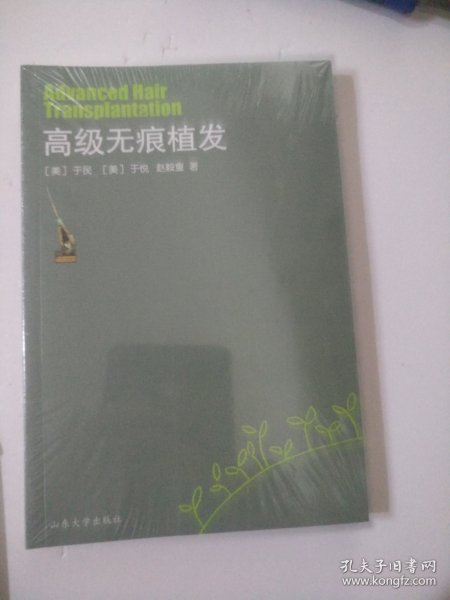 Advanced Hair
Transplantation
高级无痕植发
［美］于民 ［美］于悦 赵毅重 著
山东大学出版社
孔夫子旧书网
www.kongfz.com